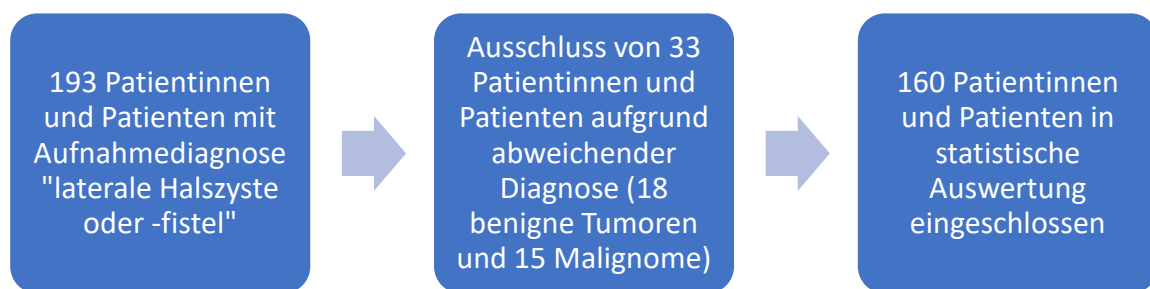 193 Patientinnen
und Patienten mit
Aufnahmediagnose
"laterale Halszyste
oder -fistel"
Ausschluss von 33
Patientinnen und
Patienten aufgrund
abweichender
Diagnose (18
benigne Tumoren
und 15 Malignome)
160 Patientinnen
und Patienten in
statistische
Auswertung
eingeschlossen